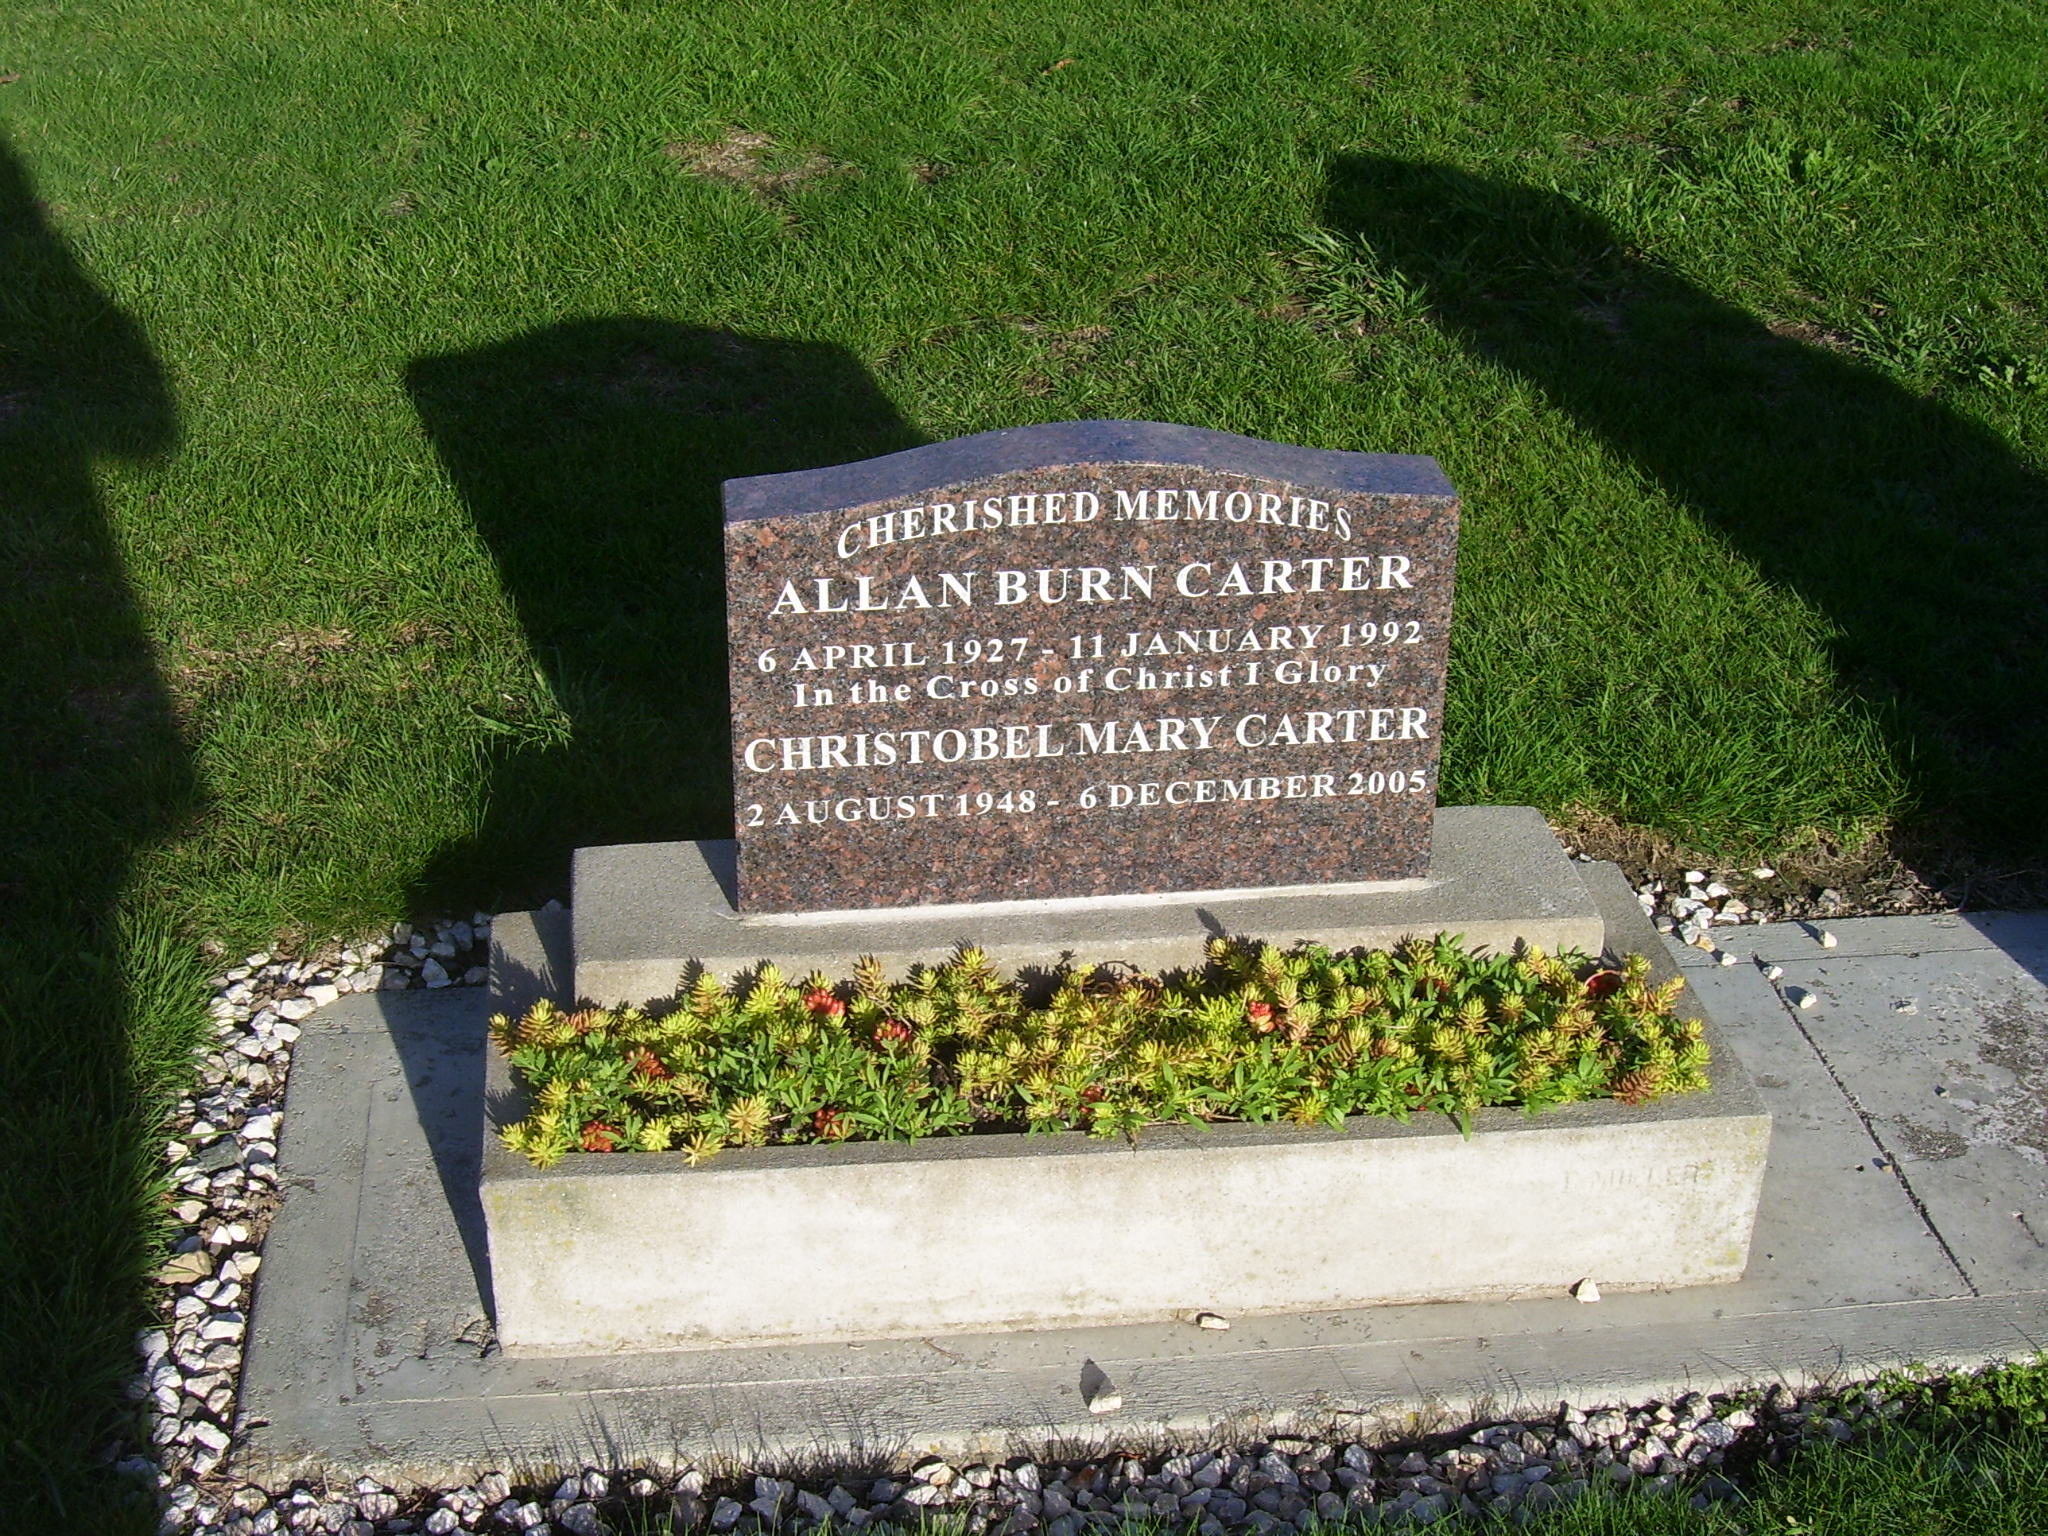 CHERISHED MEMORIES
ALLAN BURN CARTER
6 APRIL 1927 - 11 JANUARY 1992
In the Cross of Christ I Glory
CHRISTOBEL MARY CARTER
2 AUGUST 1948 - 6 DECEMBER 2005
MILLER